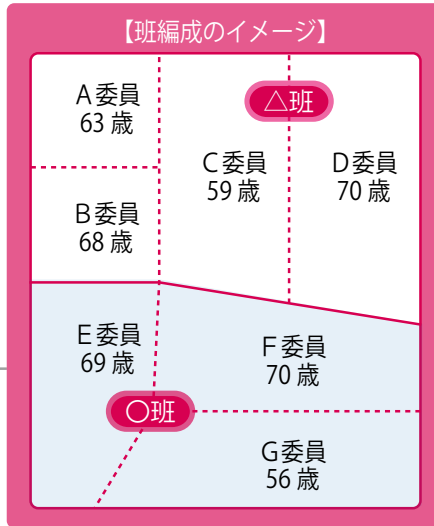 【班編成のイメージ】
A委員
63歳
△班
C委員
59歳
D委員
70歳
B委員
68歳
E委員
69歳
F委員
70歳
〇班
G委員
56歳